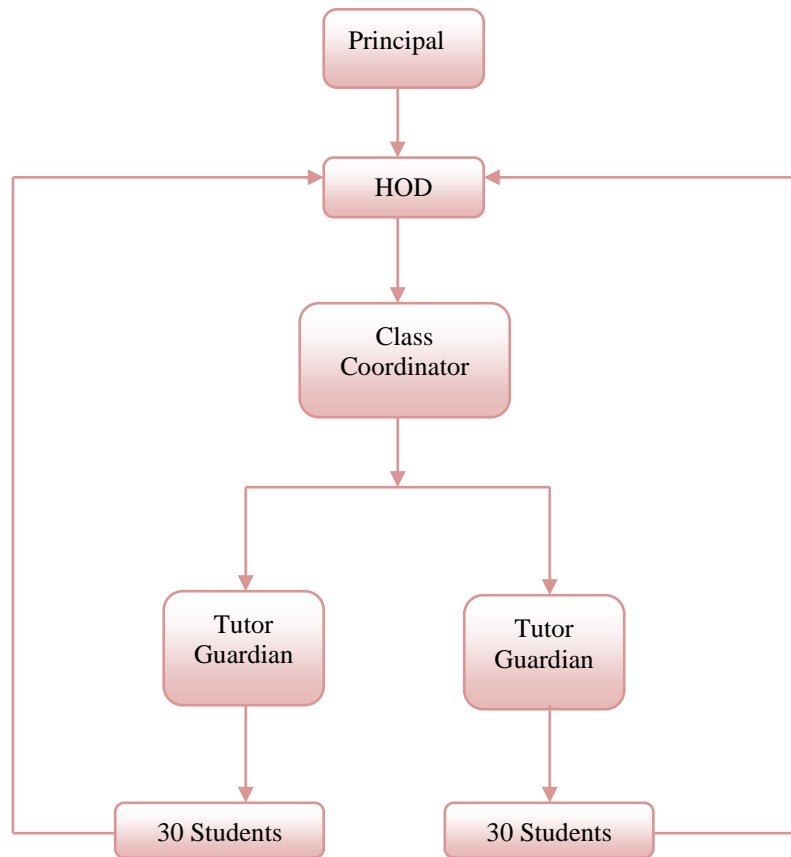 Principal
HOD
Class
Coordinator
Tutor
Guardian
Tutor
Guardian
30 Students
30 Students